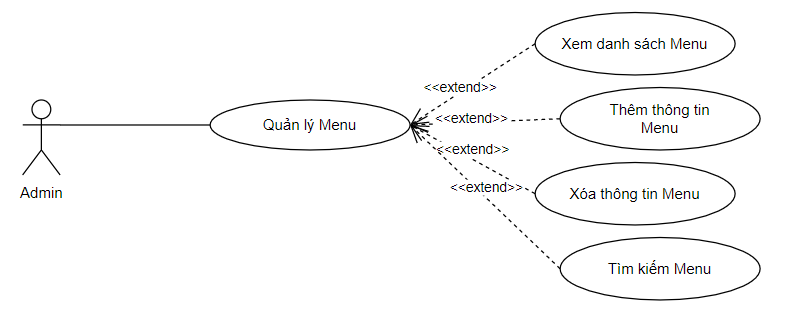 Xem danh sách Menu
<<extend>>
Thêm thông tin
Menu
<<extend>>
Quản lý Menu
<<extend>>
Admin
<<extend>>
Xóa thông tin Menu
Tìm kiếm Menu